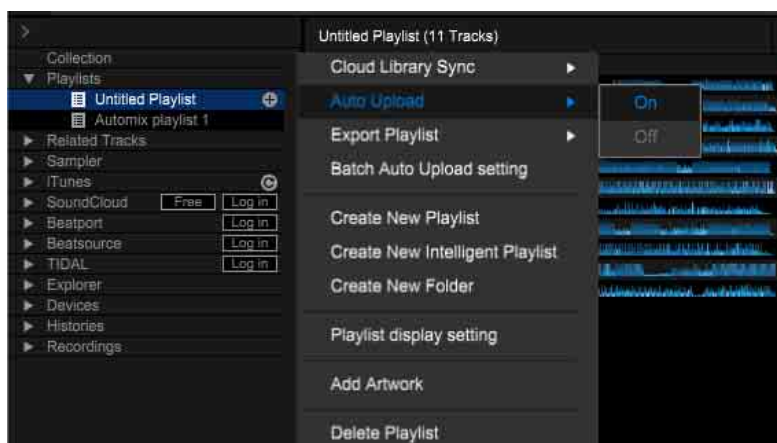 Collection
Playlists
Untitled Playlist
Automix playlist 1
Related Tracks
Sampler
iTunes
SoundCloud Free Log in
Beatport Log in
Beatsource Log in
TIDAL Log in
Explorer
Devices
Histories
Recordings
Untitled Playlist (11 Tracks)
Cloud Library Sync
Auto Upload
Export Playlist
Batch Auto Upload setting
Create New Playlist
Create New Intelligent Playlist
Create New Folder
Playlist display setting
Add Artwork
Delete Playlist
On
Off